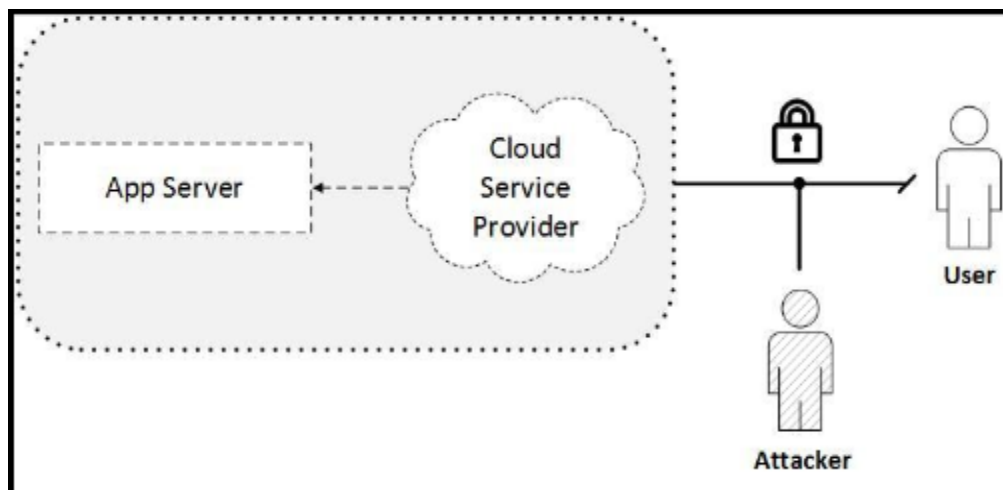 App Server
Cloud
Service
Provider
User
Attacker